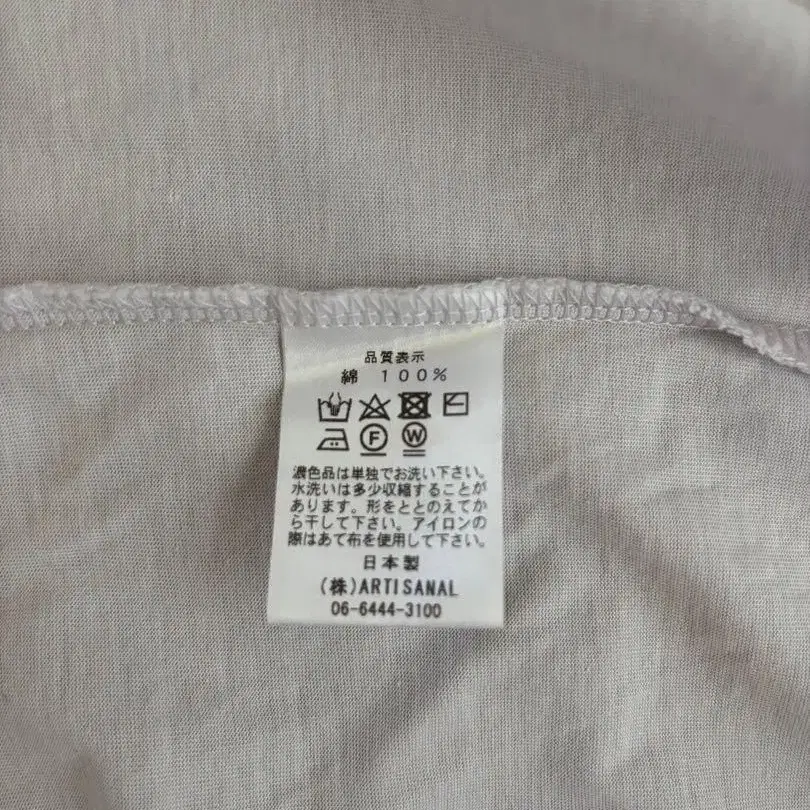 品質表示
綿 100%
F W
濃色品は単独でお洗い下さい。
水洗いは多少収縮することが
あります。形をととのえてか
ら干して下さい。アイロンの
際はあて布を使用して下さい。
日本製
(株)ARTISANAL
06-6444-3100